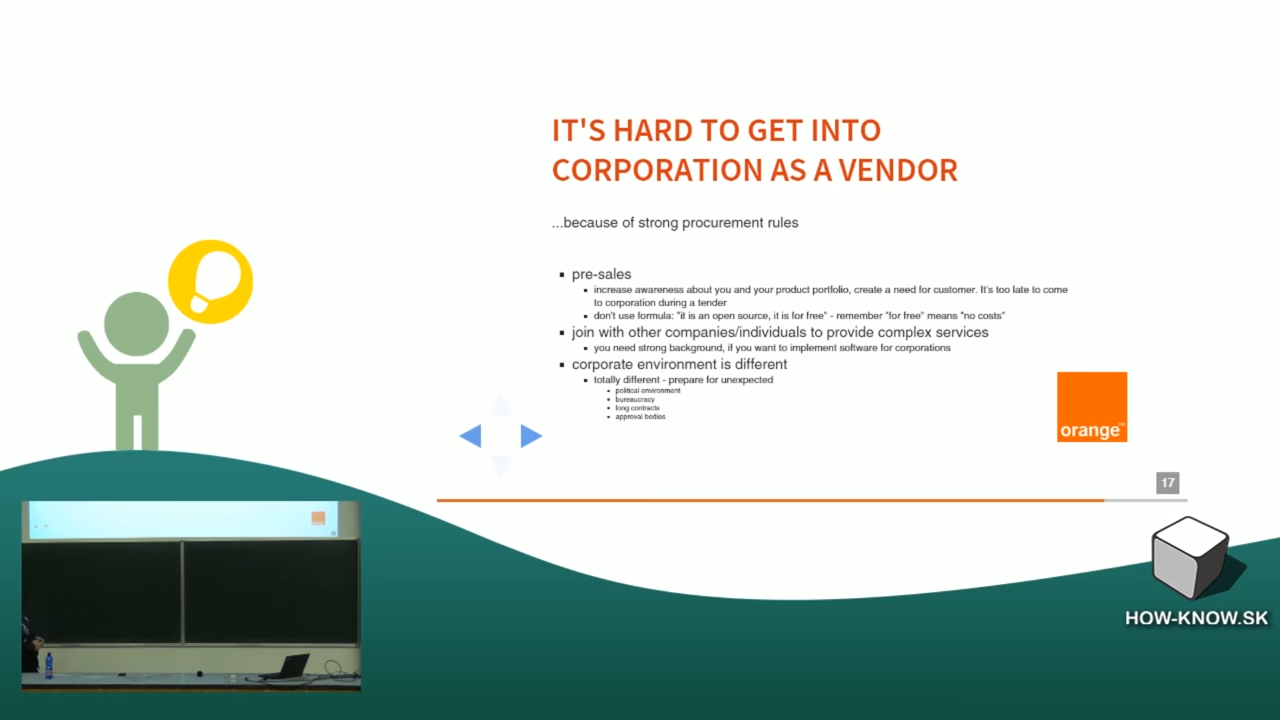 IT'S HARD TO GET INTO
CORPORATION AS A VENDOR
...because of strong procurement rules
pre-sales
increase awareness about you and your product portfolio, create a need for customer. It's too late to come
to corporation during a tender
don't use formula: "it is an open source, it is for free" - remember "for free" means "no costs"
join with other companies/individuals to provide complex services
you need strong background, if you want to implement software for corporations
corporate environment is different
totally different - prepare for unexpected
political environment
bureaucracy
long contracts
approval bodies
orange™
17
HOW-KNOW.SK